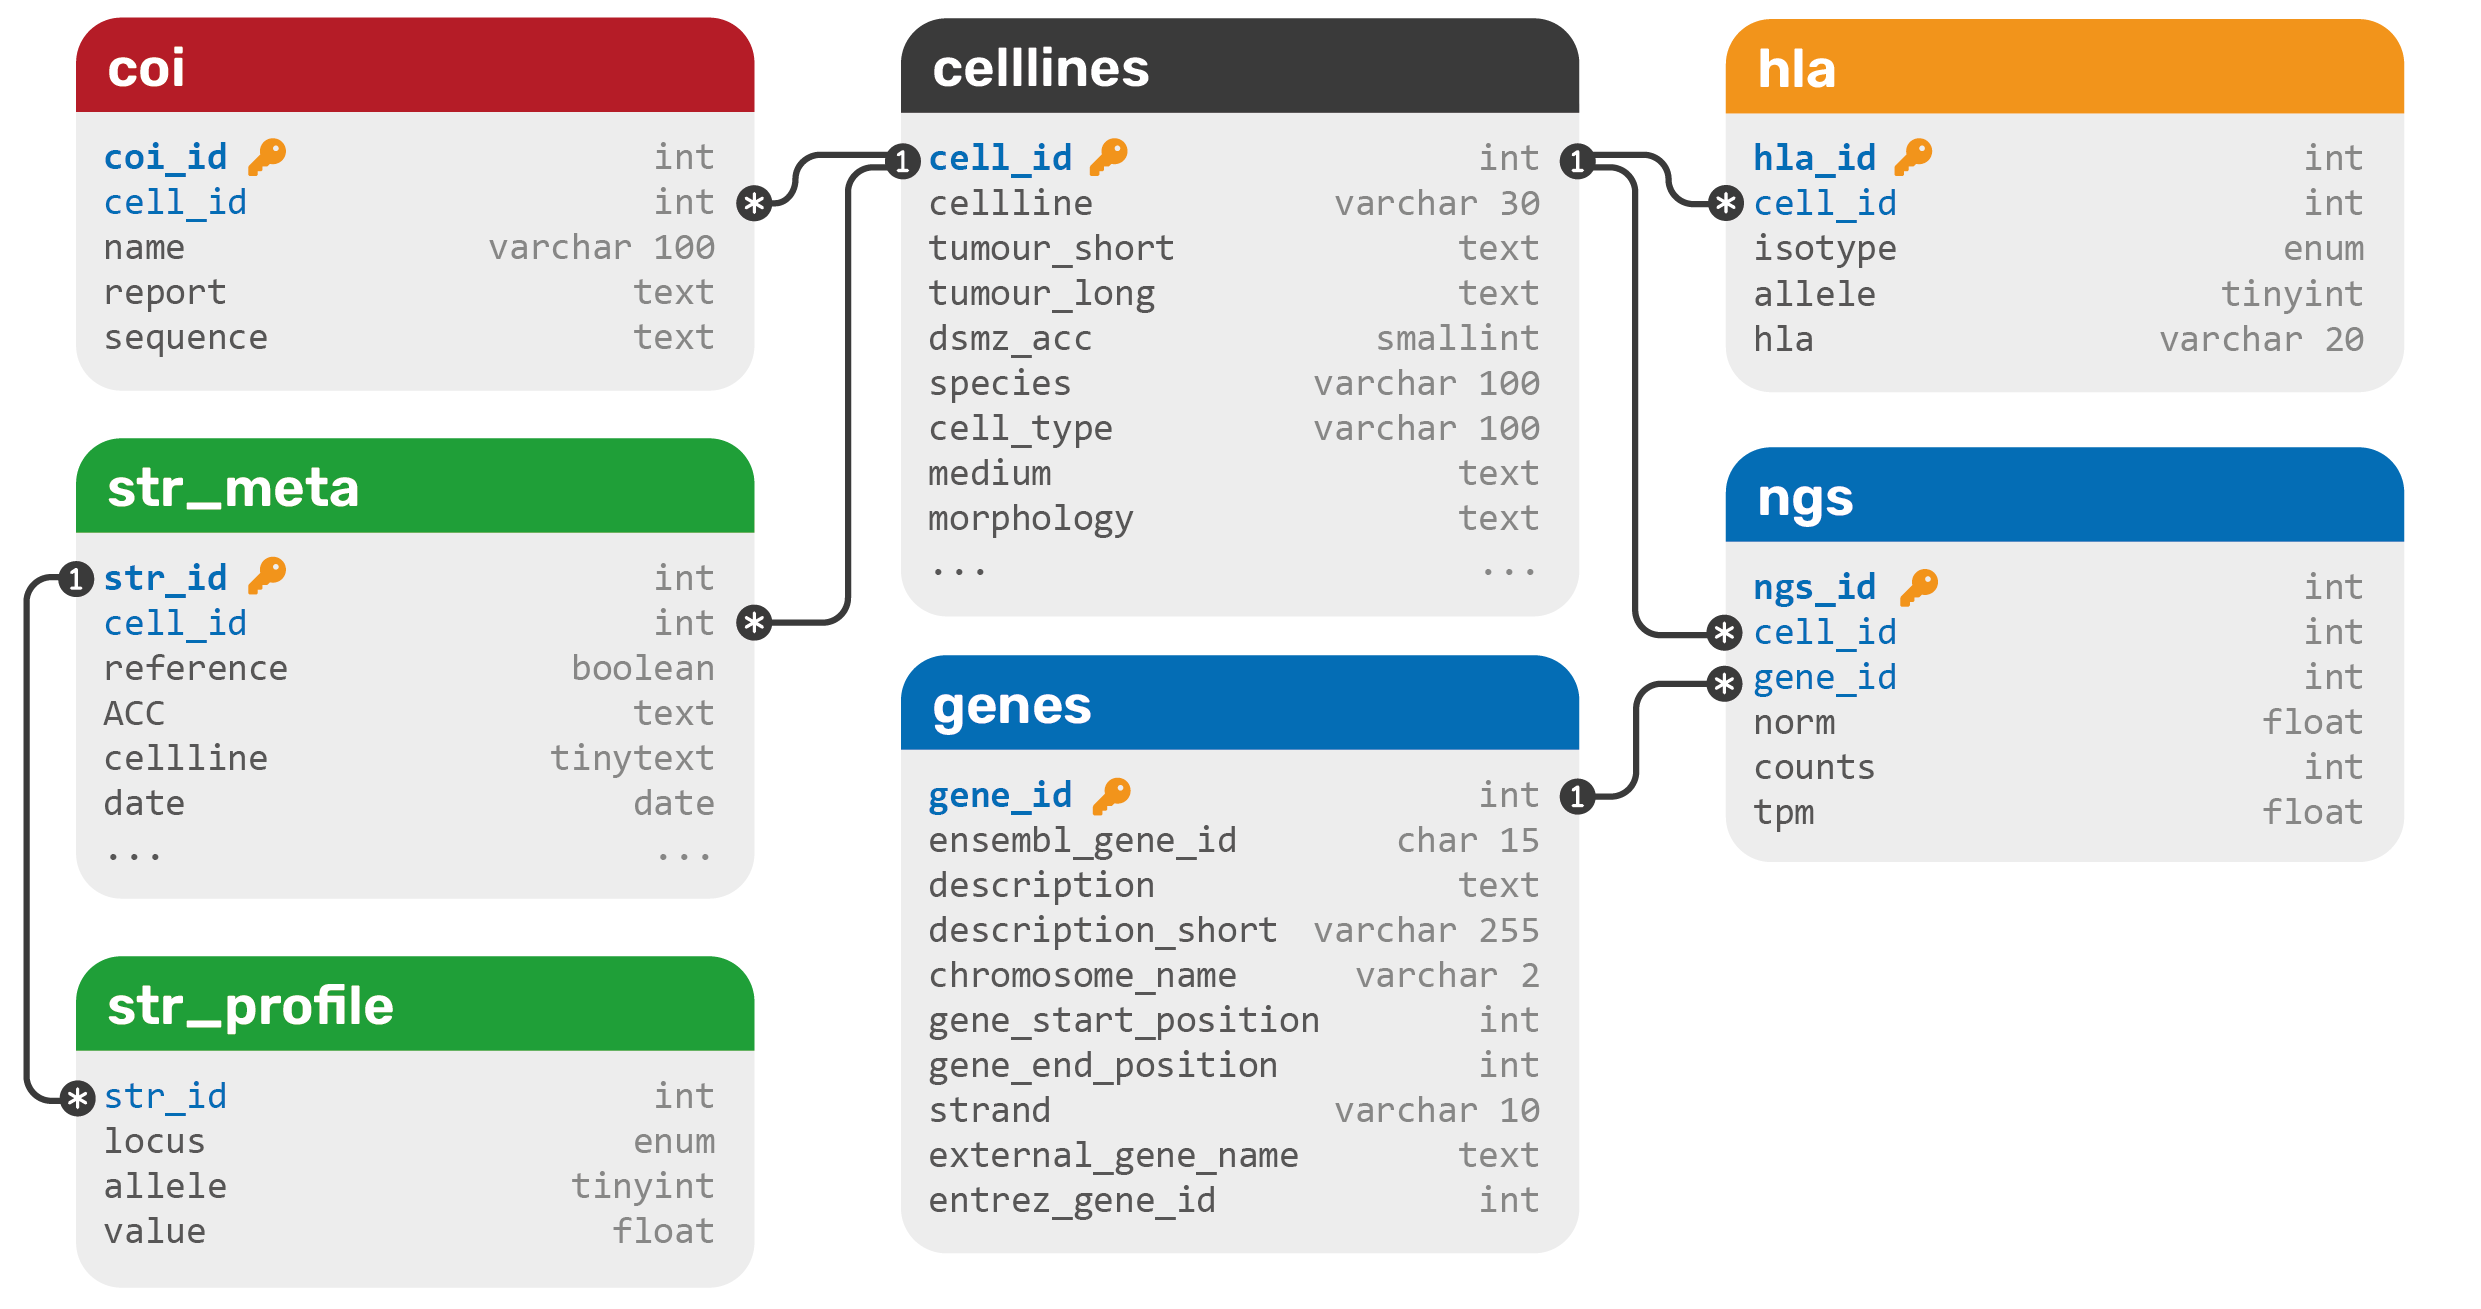 coi
coi_id int
cell_id int
name varchar 100
report text
sequence text
str_meta
str_id int
cell_id int
reference boolean
ACC text
cellline tinytext
date date
... ...
str_profile
str_id int
locus enum
allele tinyint
value float
celllines
cell_id int
cellline varchar 30
tumour_short text
tumour_long text
dsmz_acc smallint
species varchar 100
cell_type varchar 100
medium text
morphology text
... ...
genes
gene_id int
ensembl_gene_id char 15
description text
description_short varchar 255
chromosome_name varchar 2
gene_start_position int
gene_end_position int
strand varchar 10
external_gene_name text
entrez_gene_id int
hla
hla_id int
cell_id int
isotype enum
allele tinyint
hla varchar 20
ngs
ngs_id int
cell_id int
gene_id int
norm float
counts int
tpm float
1
*
*
1
*
1
*
*
*
1